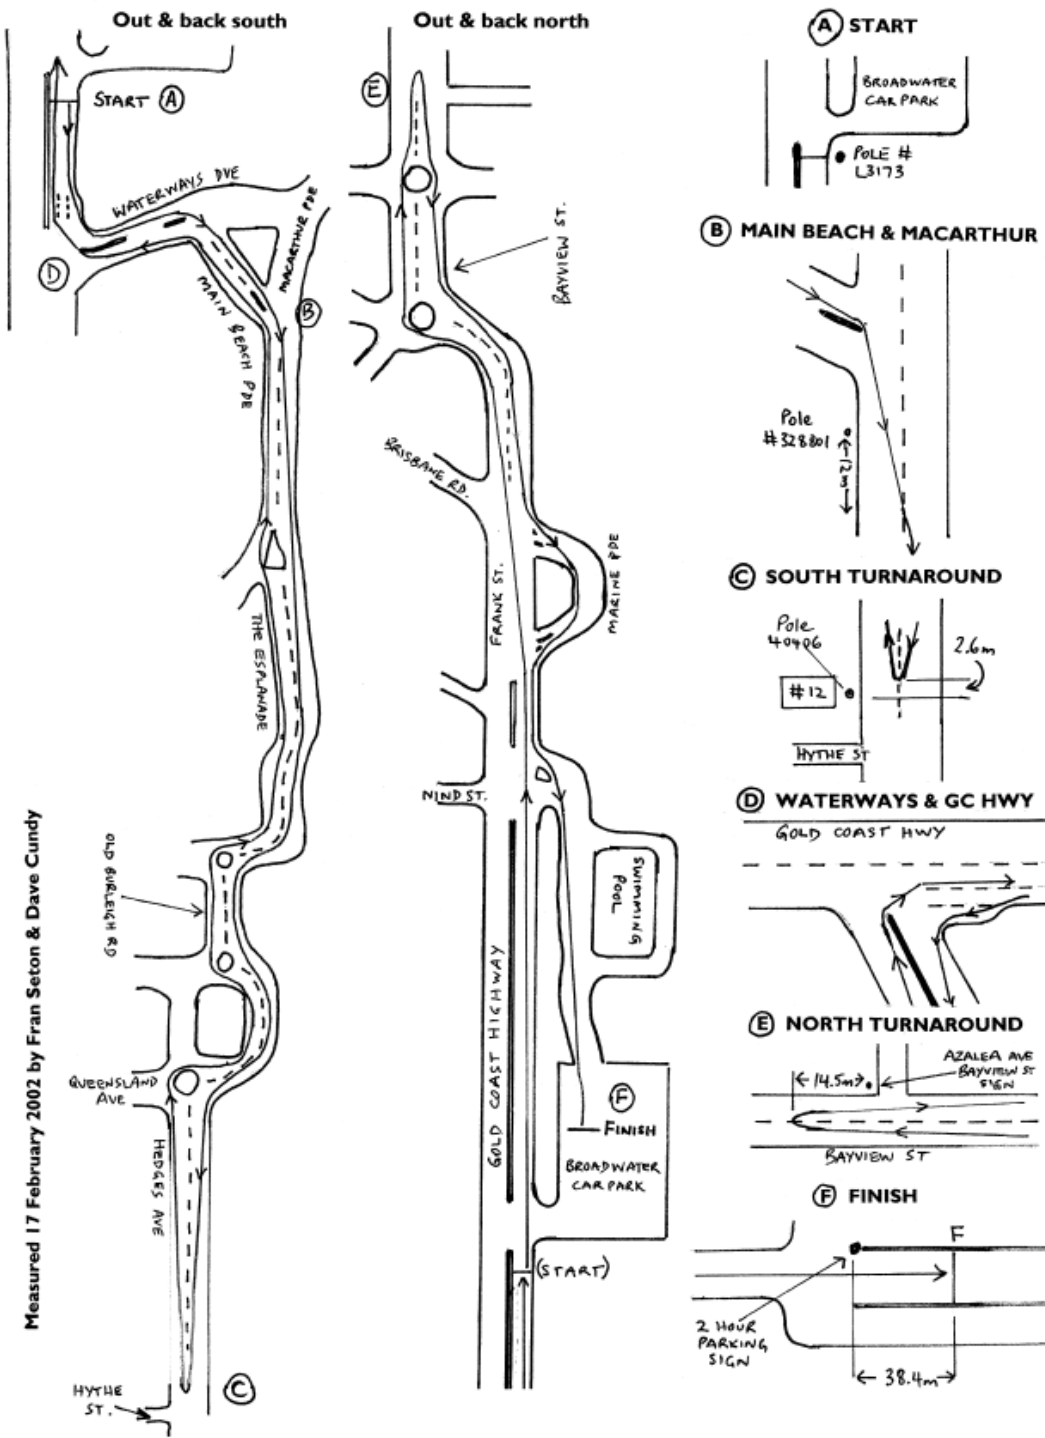 Out & back south
START A
WATERWAYS DVE
MACARTHUR PDE
D
MAIN BEACH PDE
B
THE ESPLANADE
OLD BURLEIGH RD
QUEENSLAND
AVE
HEDGES AVE
HYTHE
ST.
C
Measured 17 February 2002 by Fran Seton & Dave Cundy
Out & back north
E
BAYVIEW ST.
BRISBANE RD.
FRANK ST.
MARINE PDE
NIND ST.
SWIMMING
POOL
GOLD COAST HIGHWAY
F
FINISH
BROADWATER
CAR PARK
(START)
A START
BROADWATER
CAR PARK
POLE #
L3173
B MAIN BEACH & MACARTHUR
Pole
#328801
12m
C SOUTH TURNAROUND
Pole
40406
2.6m
#12
HYTHE ST
D WATERWAYS & GC HWY
GOLD COAST HWY
E NORTH TURNAROUND
AZALEA AVE
BAYVIEW ST
SIGN
14.5m
BAYVIEW ST
F FINISH
F
2 HOUR
PARKING
SIGN
38.4m